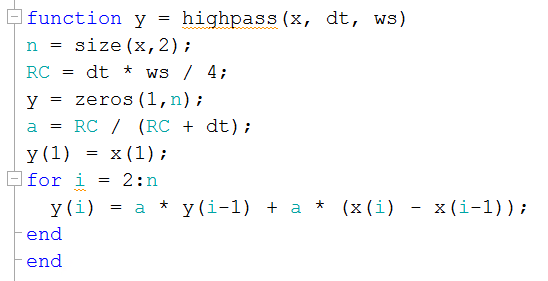 function y = highpass(x, dt, ws)
n = size(x,2);
RC = dt * ws / 4;
y = zeros(1,n);
a = RC / (RC + dt);
y(1) = x(1);
for i = 2:n
  y(i) = a * y(i-1) + a * (x(i) - x(i-1));
end
end